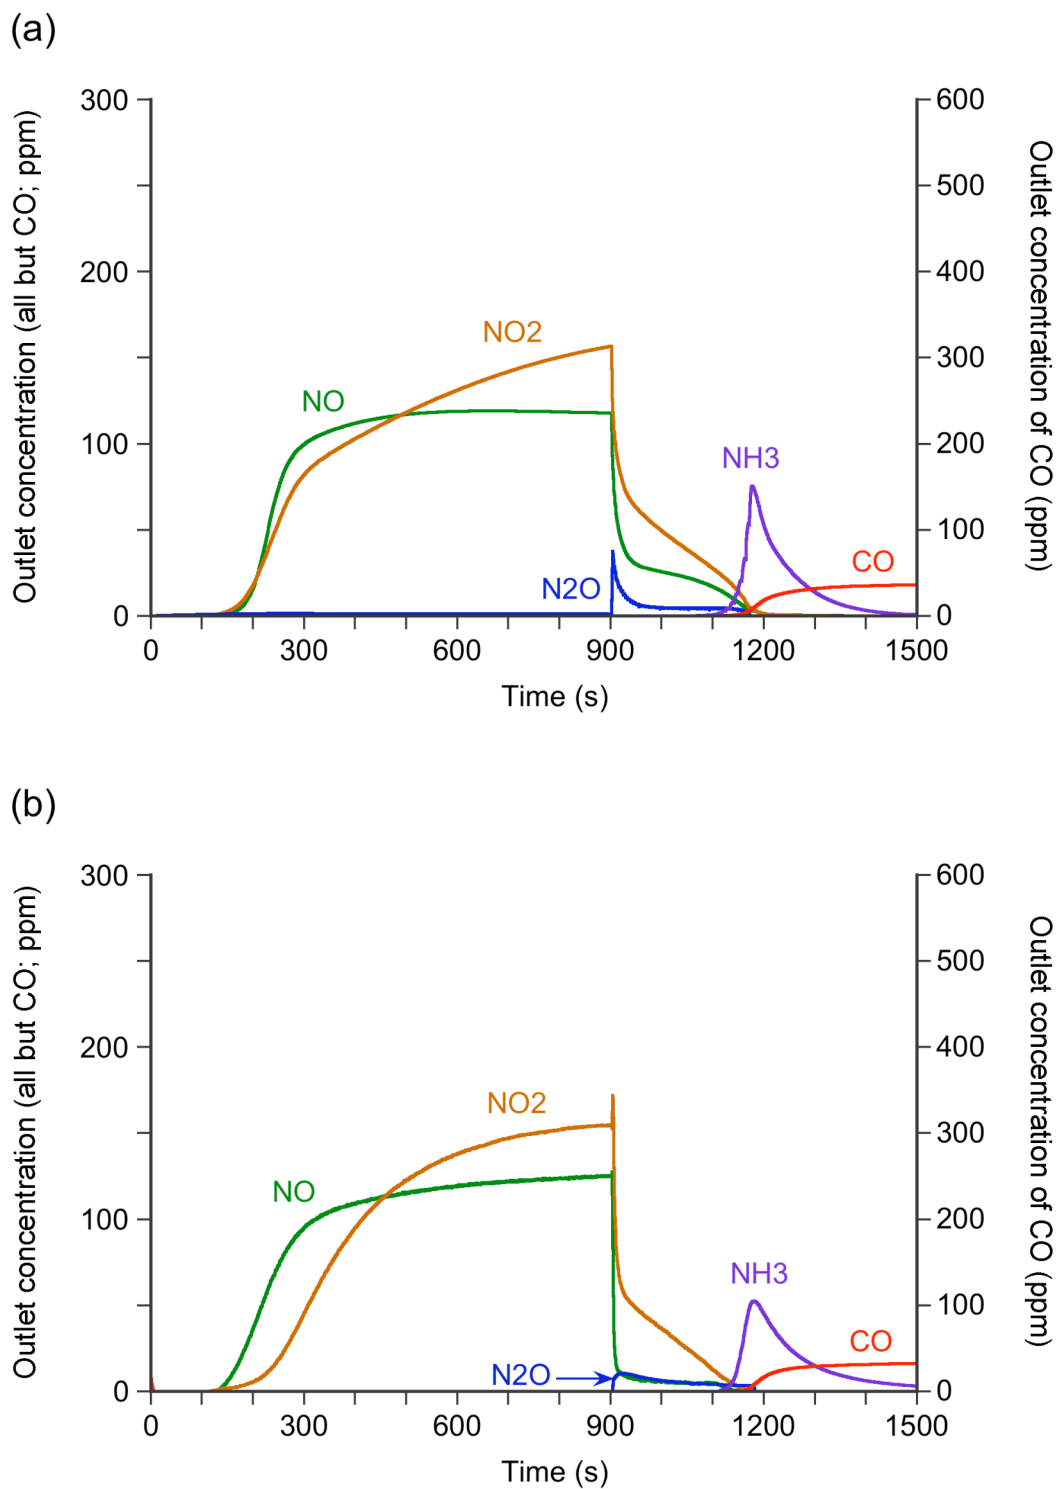 (a)
Outlet concentration (all but CO; ppm)
Outlet concentration of CO (ppm)
300
200
100
0
600
500
400
300
200
100
0
NO2
NO
NH3
N2O
CO
0 300 600 900 1200 1500
Time (s)
(b)
Outlet concentration (all but CO; ppm)
Outlet concentration of CO (ppm)
300
200
100
0
600
500
400
300
200
100
0
NO2
NO
NH3
N2O
CO
0 300 600 900 1200 1500
Time (s)